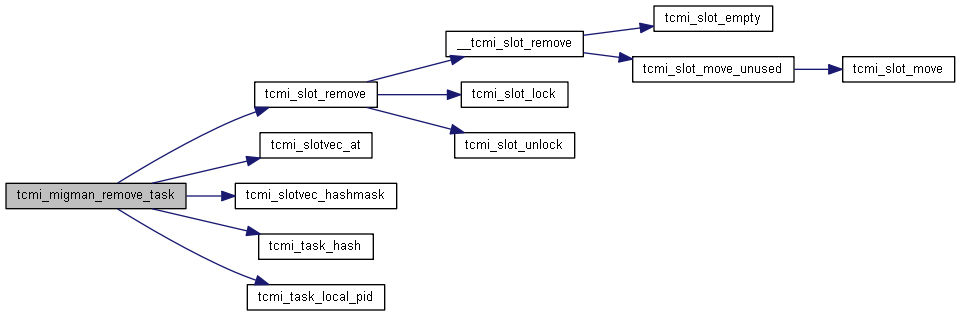 tcmi_slot_empty
__tcmi_slot_remove
tcmi_slot_move_unused
tcmi_slot_move
tcmi_slot_remove
tcmi_slot_lock
tcmi_slot_unlock
tcmi_slotvec_at
tcmi_migman_remove_task
tcmi_slotvec_hashmask
tcmi_task_hash
tcmi_task_local_pid